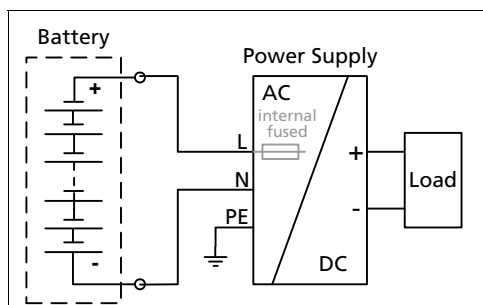 Battery
Power Supply
+
AC
internal
fused
L
N
PE
+
-
Load
-
DC